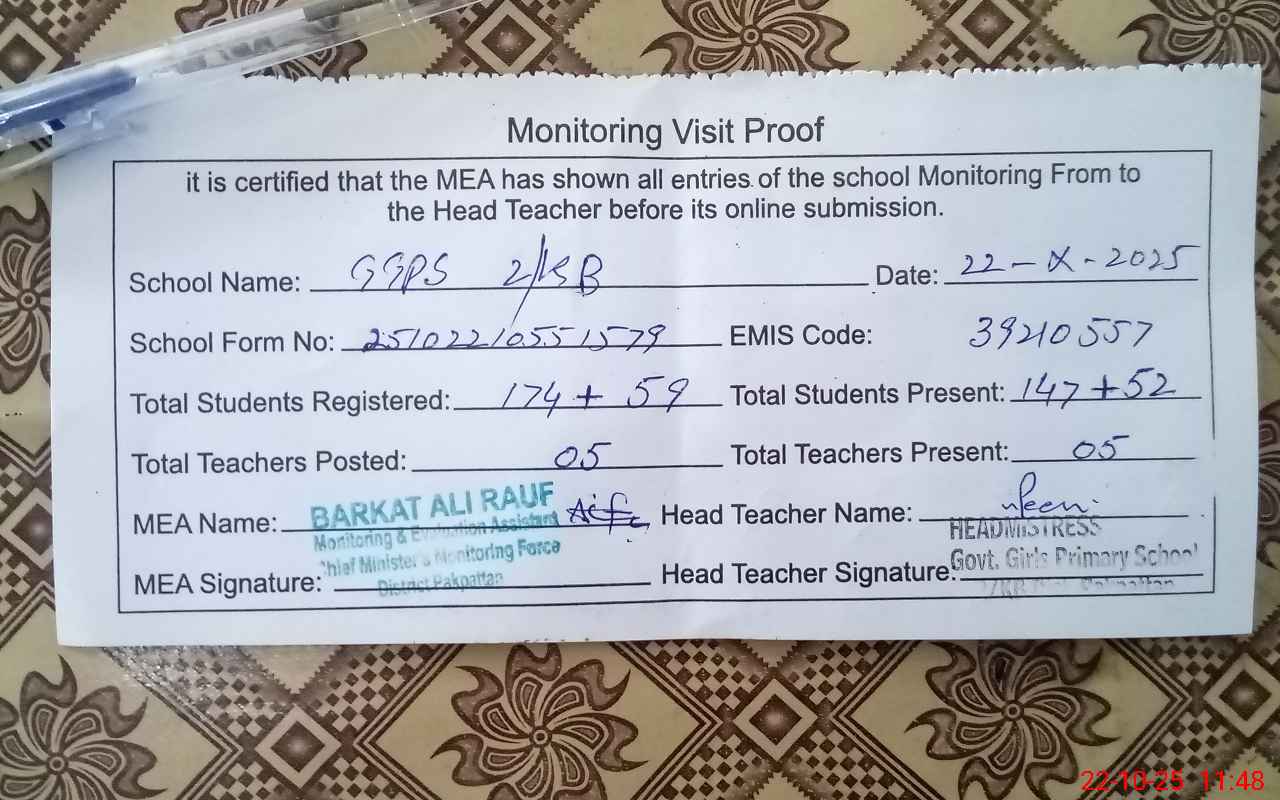 Monitoring Visit Proof
it is certified that the MEA has shown all entries of the school Monitoring From to
the Head Teacher before its online submission.
School Name: GGPS 2/KB Date: 22-X-2025
School Form No: 25102210551579 EMIS Code: 39210557
Total Students Registered: 174 + 59 Total Students Present: 147 + 52
Total Teachers Posted: 05 Total Teachers Present: 05
MEA Name: BARKAT ALI RAUF Head Teacher Name:
Monitoring & Evaluation Assistant HEADMISTRESS
Chief Minister's Monitoring Force Govt. Girls Primary School
MEA Signature: Head Teacher Signature:
District Pakpattan 2/KB Pakpattan
22-10-25 11:48